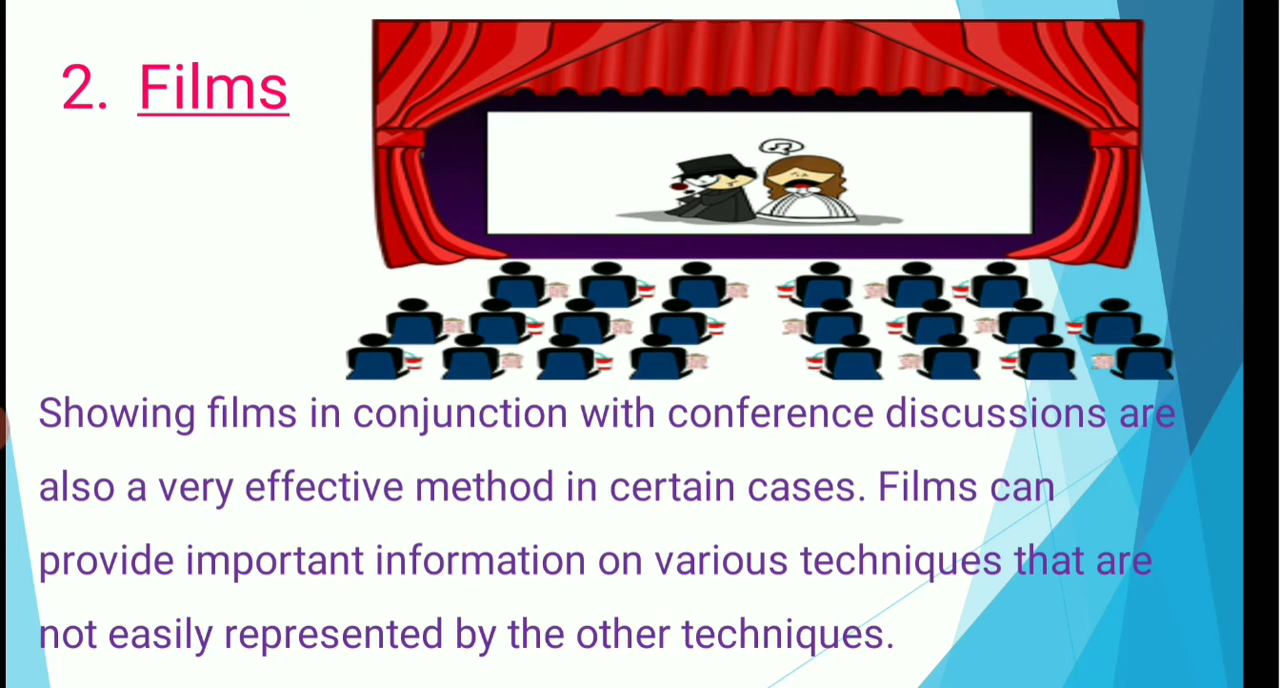 2. Films
Showing films in conjunction with conference discussions are
also a very effective method in certain cases. Films can
provide important information on various techniques that are
not easily represented by the other techniques.